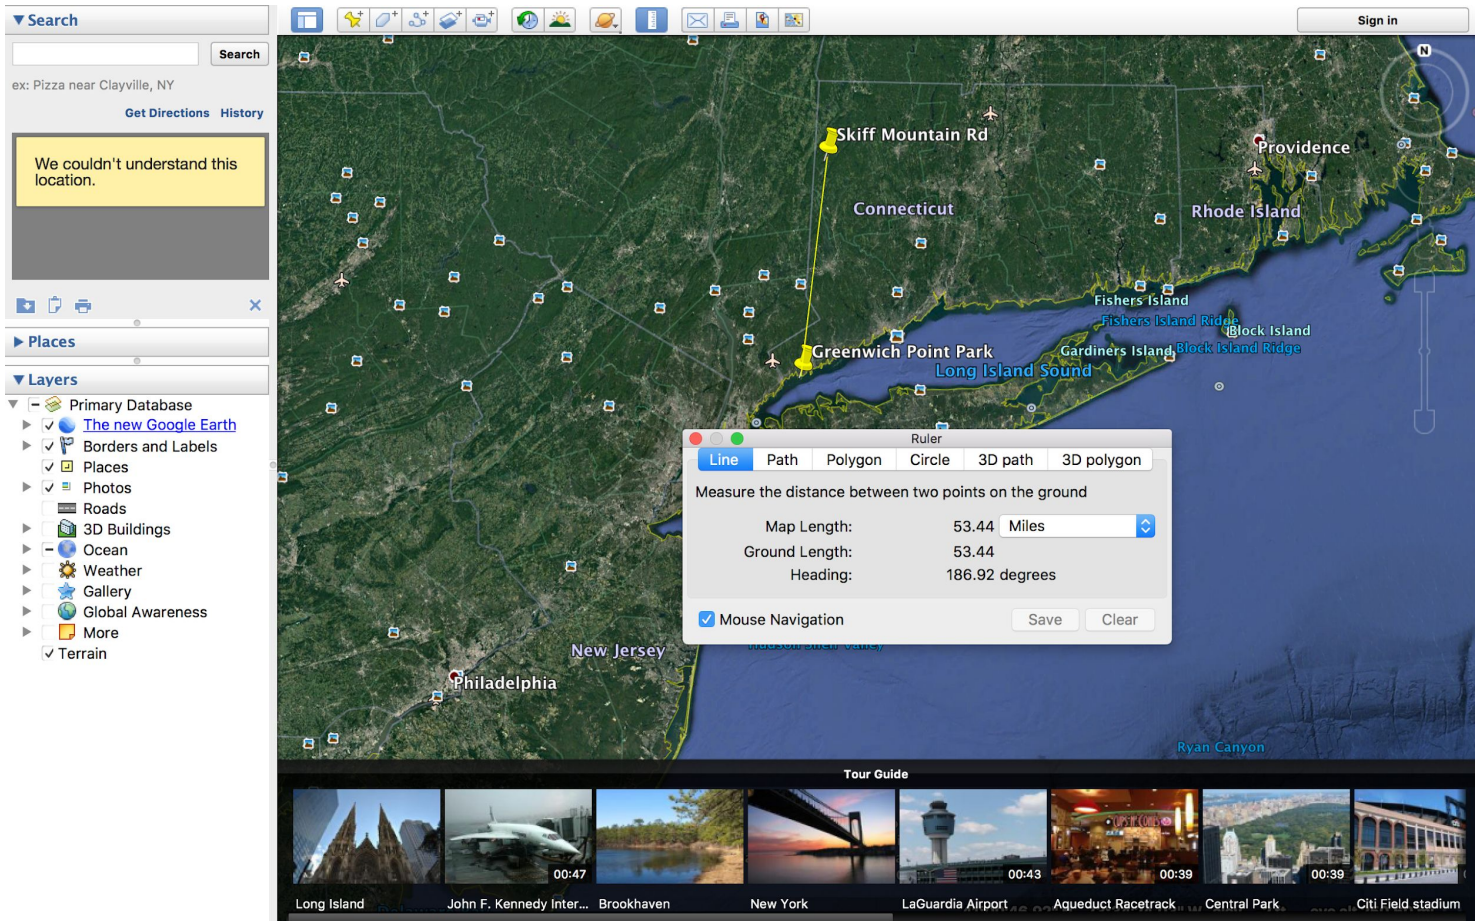 Search
Search
ex: Pizza near Clayville, NY
Get Directions History
We couldn't understand this
location.
Places
Layers
Primary Database
The new Google Earth
Borders and Labels
Places
Photos
Roads
3D Buildings
Ocean
Weather
Gallery
Global Awareness
More
Terrain
Sign in
N
Skiff Mountain Rd
Providence
Connecticut
Rhode Island
Fishers Island
Fishers Island Ridge
Block Island
Greenwich Point Park
Gardiners Island
Block Island Ridge
Long Island Sound
Ruler
Line Path Polygon Circle 3D path 3D polygon
Measure the distance between two points on the ground
Map Length: 53.44 Miles
Ground Length: 53.44
Heading: 186.92 degrees
Mouse Navigation Save Clear
New Jersey
Philadelphia
Ryan Canyon
Tour Guide
00:47
00:43
00:39
00:39
Long Island
John F. Kennedy Inter...
Brookhaven
New York
LaGuardia Airport
Aqueduct Racetrack
Central Park
Citi Field stadium